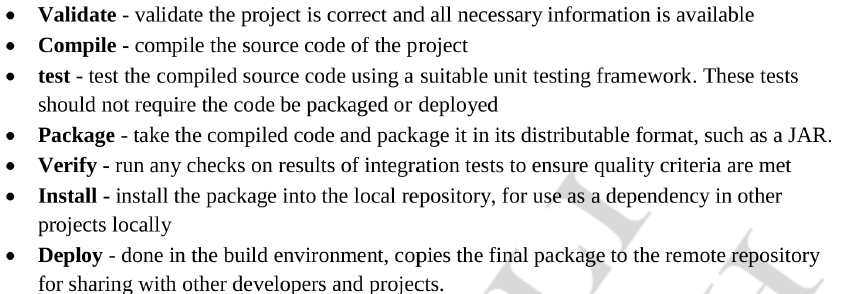 • Validate - validate the project is correct and all necessary information is available
• Compile - compile the source code of the project
• test - test the compiled source code using a suitable unit testing framework. These tests
should not require the code be packaged or deployed
• Package - take the compiled code and package it in its distributable format, such as a JAR.
• Verify - run any checks on results of integration tests to ensure quality criteria are met
• Install - install the package into the local repository, for use as a dependency in other
projects locally
• Deploy - done in the build environment, copies the final package to the remote repository
for sharing with other developers and projects.